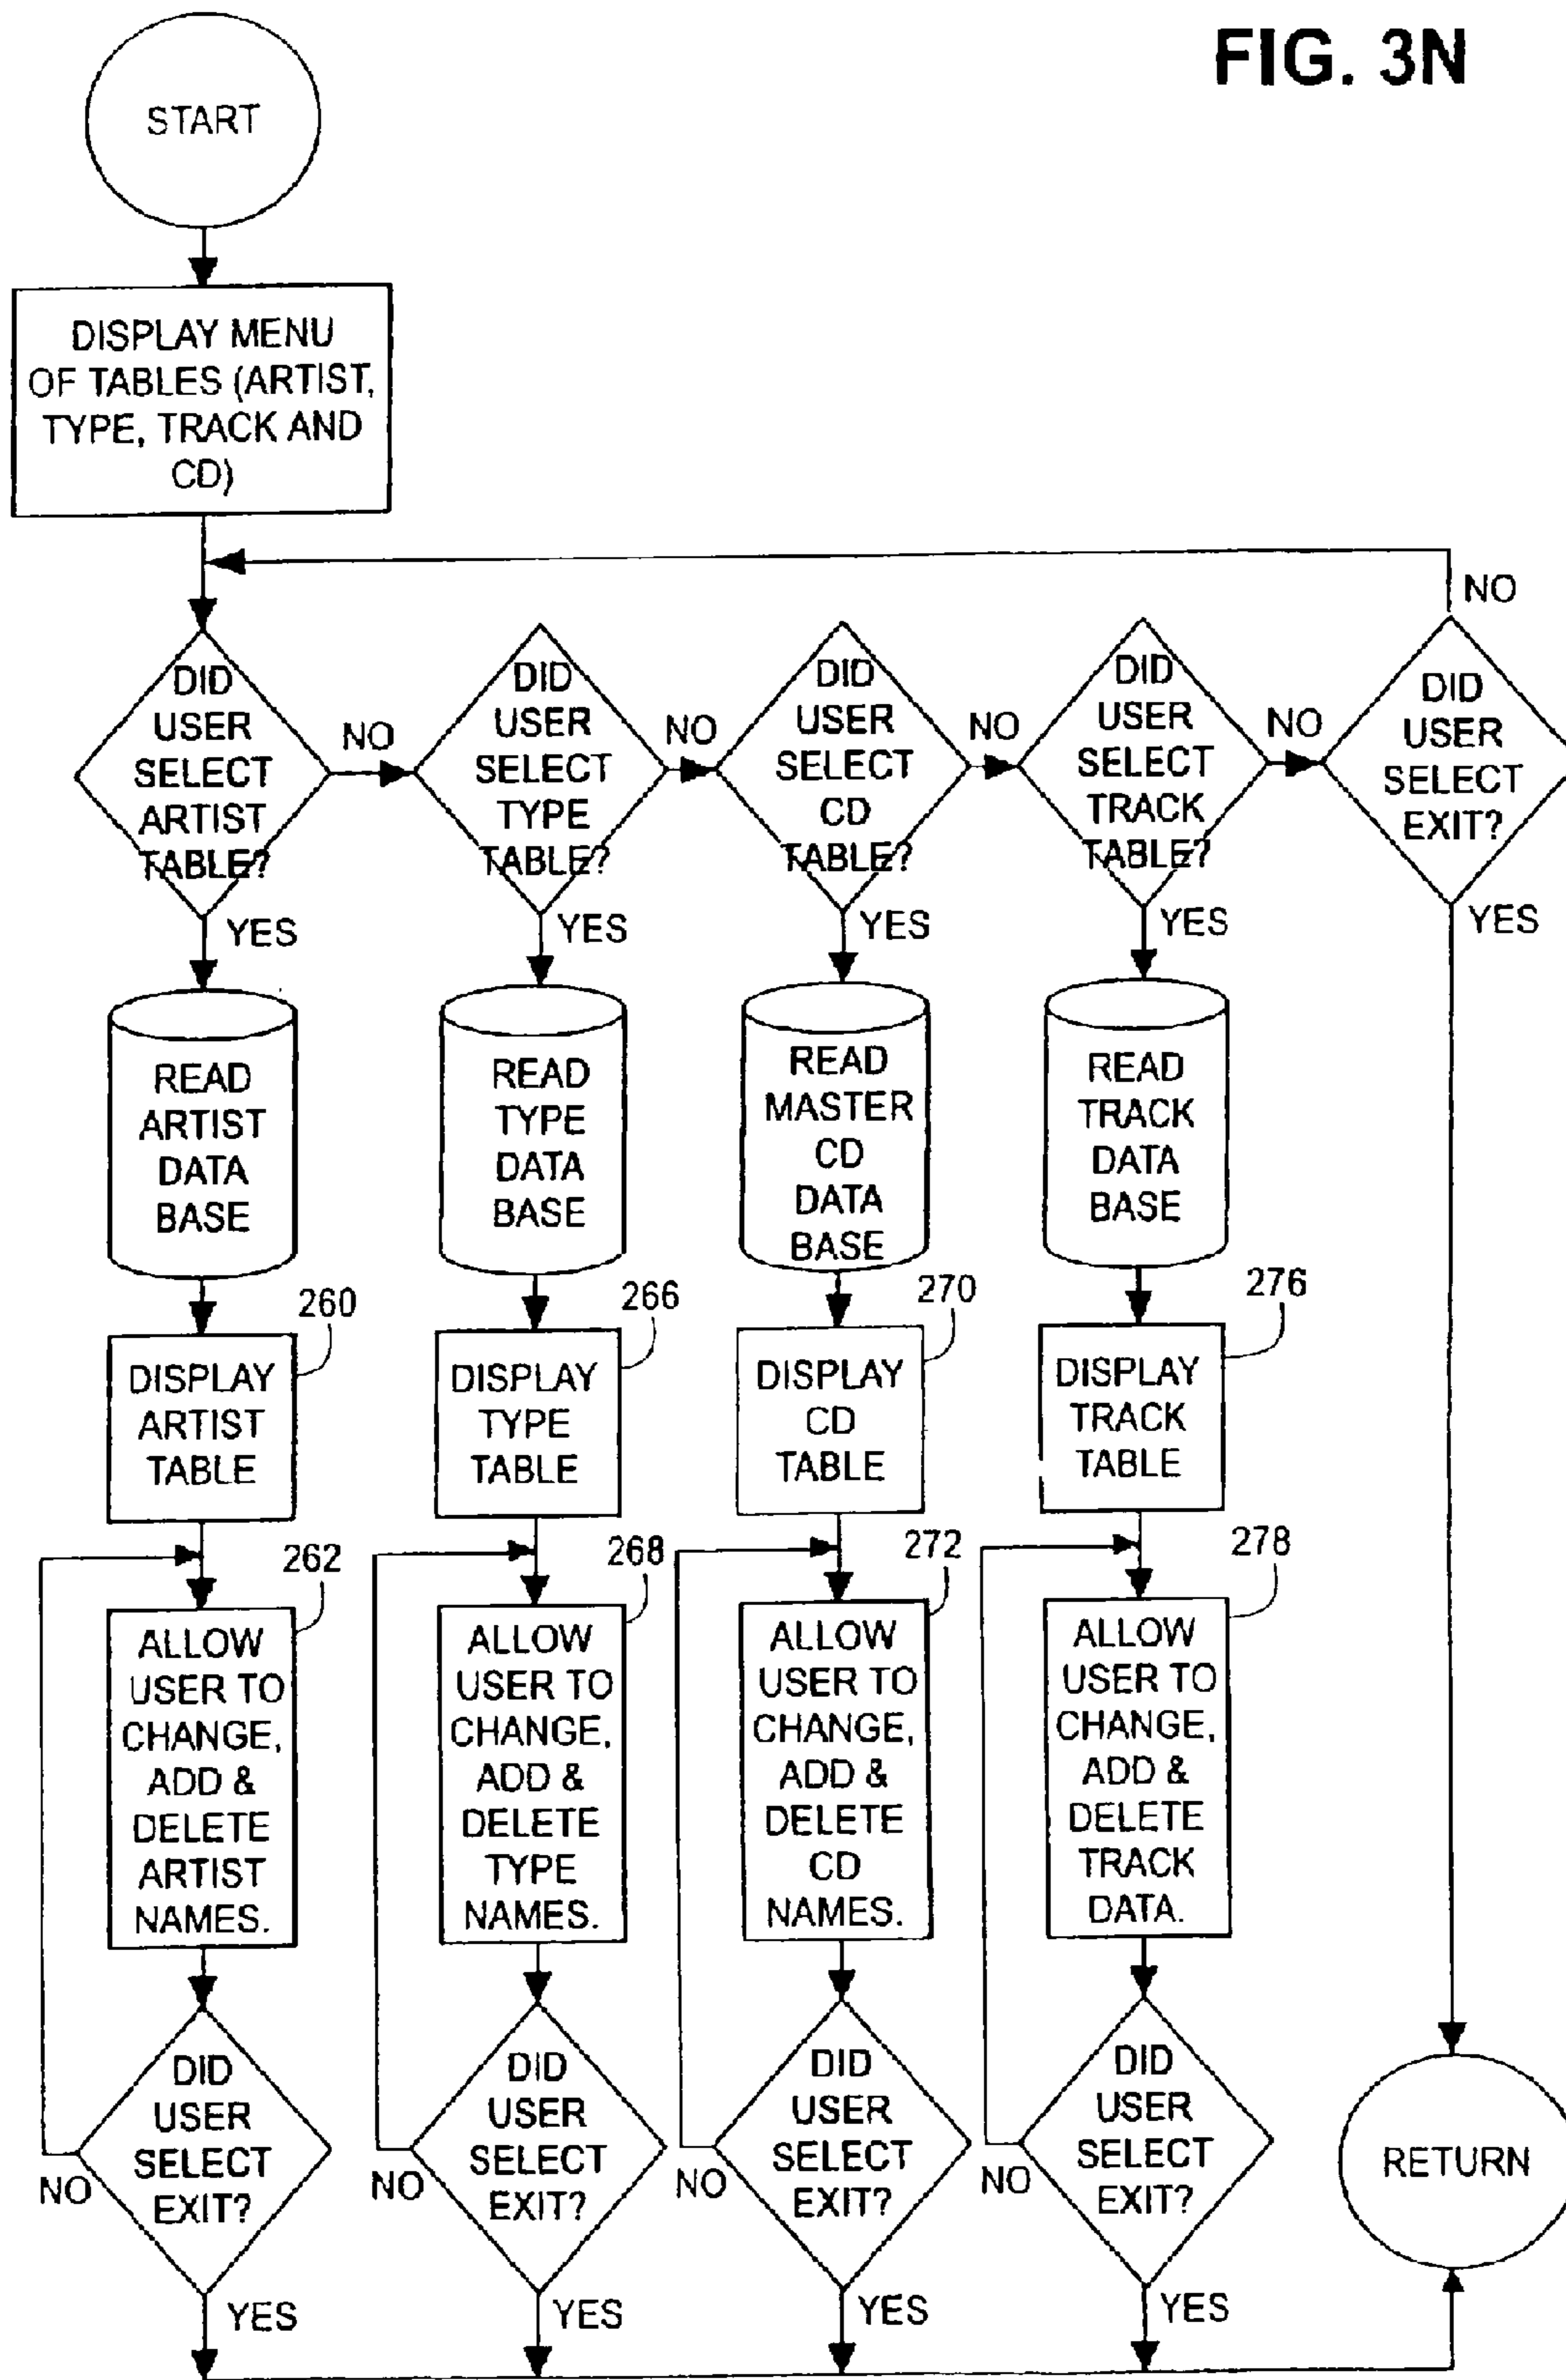 FIG. 3N
START
DISPLAY MENU
OF TABLES (ARTIST,
TYPE, TRACK AND
CD)
DID
USER
SELECT
ARTIST
TABLE?
NO
YES
DID
USER
SELECT
TYPE
TABLE?
NO
YES
DID
USER
SELECT
CD
TABLE?
NO
YES
DID
USER
SELECT
TRACK
TABLE?
NO
YES
DID
USER
SELECT
EXIT?
NO
YES
READ
ARTIST
DATA
BASE
READ
TYPE
DATA
BASE
READ
MASTER
CD
DATA
BASE
READ
TRACK
DATA
BASE
260
DISPLAY
ARTIST
TABLE
266
DISPLAY
TYPE
TABLE
270
DISPLAY
CD
TABLE
276
DISPLAY
TRACK
TABLE
262
ALLOW
USER TO
CHANGE,
ADD &
DELETE
ARTIST
NAMES.
268
ALLOW
USER TO
CHANGE,
ADD &
DELETE
TYPE
NAMES.
272
ALLOW
USER TO
CHANGE,
ADD &
DELETE
CD
NAMES.
278
ALLOW
USER TO
CHANGE,
ADD &
DELETE
TRACK
DATA.
DID
USER
SELECT
EXIT?
NO
YES
DID
USER
SELECT
EXIT?
NO
YES
DID
USER
SELECT
EXIT?
NO
YES
DID
USER
SELECT
EXIT?
NO
YES
RETURN